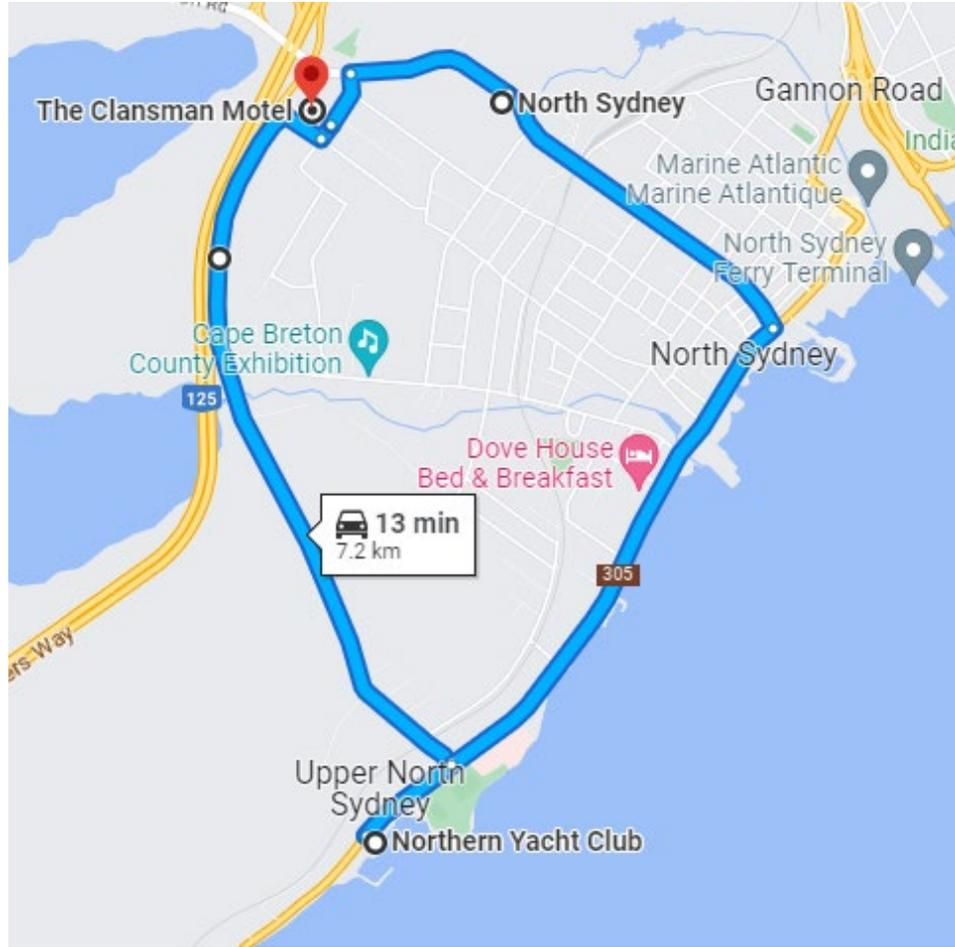 The Clansman Motel
North Sydney
Gannon Road
Marine Atlantic
Marine Atlantique
North Sydney
Ferry Terminal
Cape Breton
County Exhibition
North Sydney
125
Dove House
Bed & Breakfast
13 min
7.2 km
305
Upper North
Sydney
Northern Yacht Club